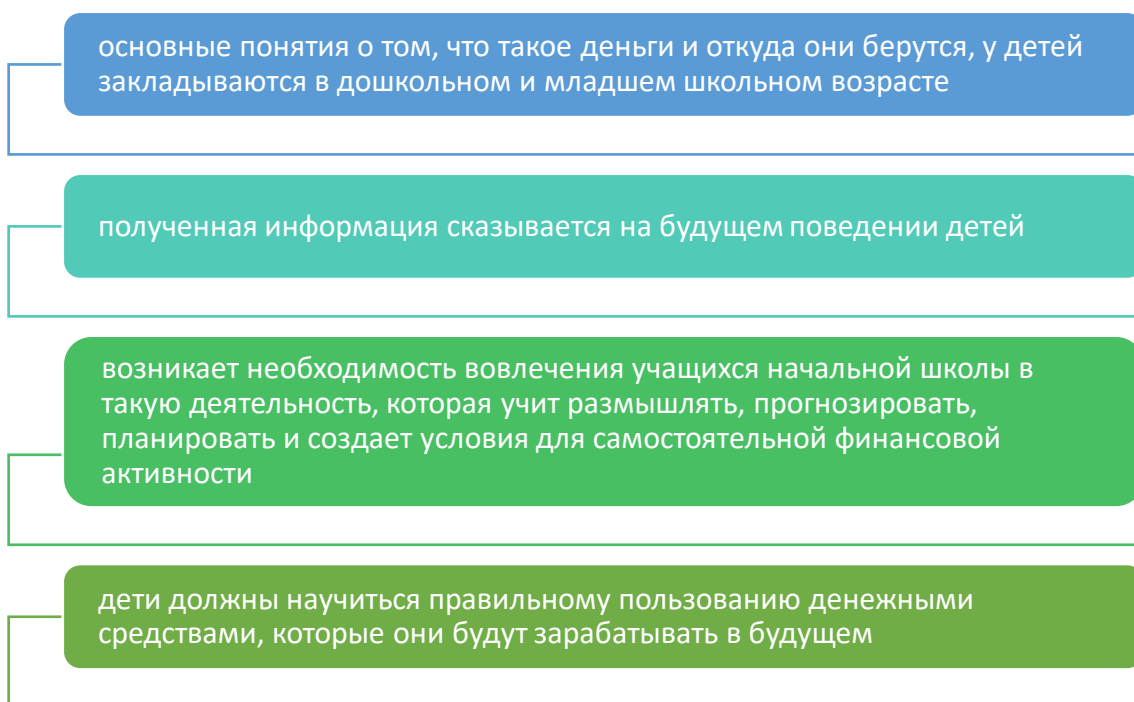 основные понятия о том, что такое деньги и откуда они берутся, у детей
закладываются в дошкольном и младшем школьном возрасте
полученная информация сказывается на будущем поведении детей
возникает необходимость вовлечения учащихся начальной школы в
такую деятельность, которая учит размышлять, прогнозировать,
планировать и создает условия для самостоятельной финансовой
активности
дети должны научиться правильному пользованию денежными
средствами, которые они будут зарабатывать в будущем